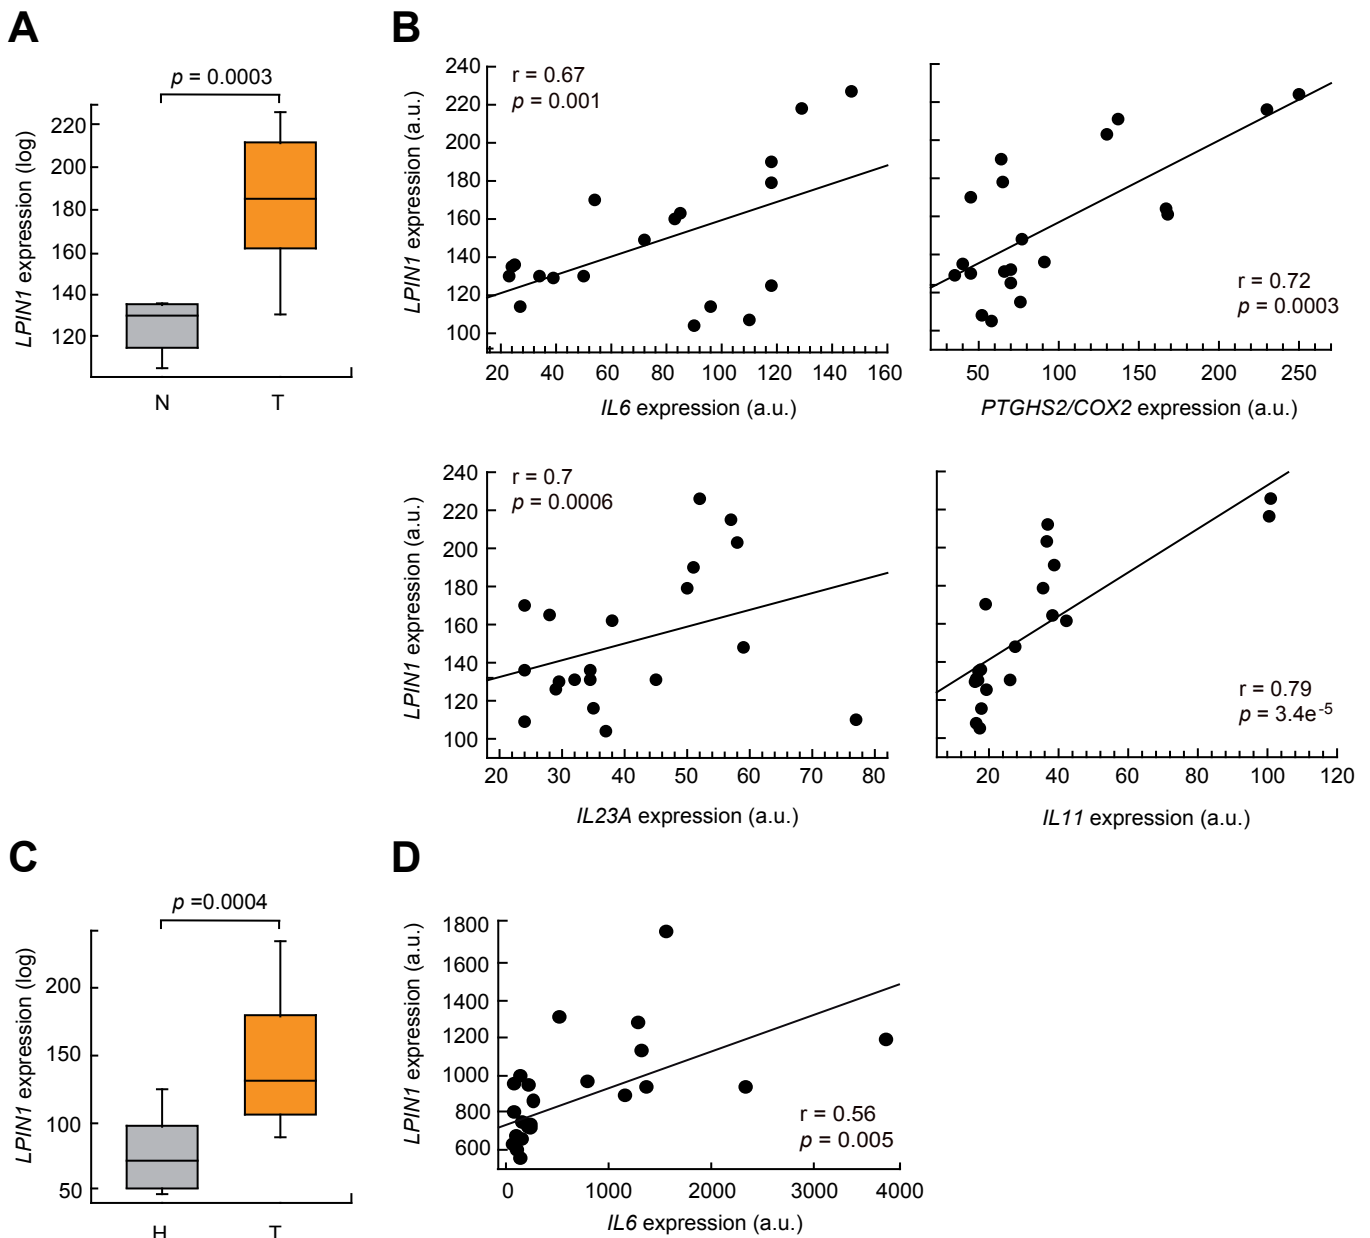 A
p = 0.0003
LPIN1 expression (log)
220
200
180
160
140
120
N
T
B
r = 0.67
p = 0.001
LPIN1 expression (a.u.)
240
220
200
180
160
140
120
100
20
40
60
80
100
120
140
160
IL6 expression (a.u.)
r = 0.72
p = 0.0003
50
100
150
200
250
PTGHS2/COX2 expression (a.u.)
r = 0.7
p = 0.0006
LPIN1 expression (a.u.)
240
220
200
180
160
140
120
100
20
30
40
50
60
70
80
IL23A expression (a.u.)
r = 0.79
p = 3.4e-5
20
40
60
80
100
120
IL11 expression (a.u.)
C
p =0.0004
LPIN1 expression (log)
200
150
100
50
H
T
D
LPIN1 expression (a.u.)
1800
1600
1400
1200
1000
800
600
r = 0.56
p = 0.005
0
1000
2000
3000
4000
IL6 expression (a.u.)